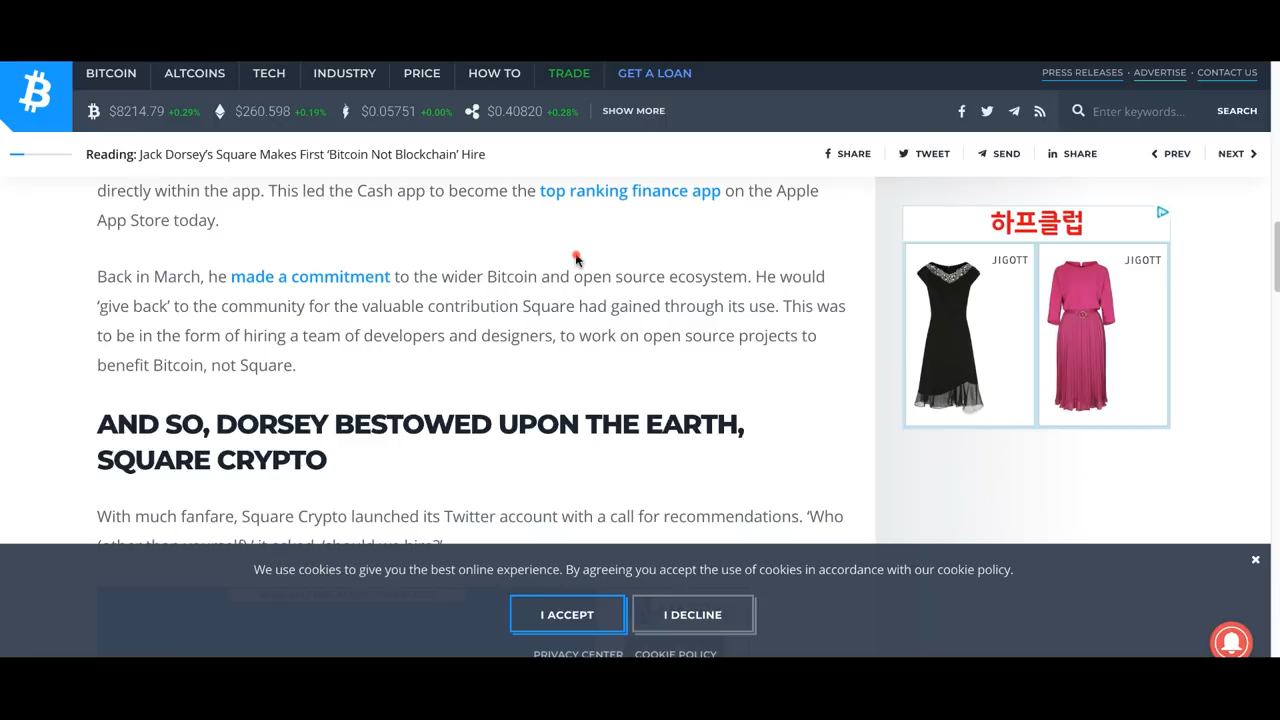 BITCOIN ALTCOINS TECH INDUSTRY PRICE HOW TO TRADE GET A LOAN PRESS RELEASES · ADVERTISE · CONTACT US
$8214.79 +0.29% $260.598 +0.19% $0.05751 +0.00% $0.40820 +0.28% SHOW MORE Enter keywords... SEARCH
Reading: Jack Dorsey's Square Makes First 'Bitcoin Not Blockchain' Hire SHARE TWEET SEND SHARE PREV NEXT
directly within the app. This led the Cash app to become the top ranking finance app on the Apple
App Store today.
Back in March, he made a commitment to the wider Bitcoin and open source ecosystem. He would
‘give back’ to the community for the valuable contribution Square had gained through its use. This was
to be in the form of hiring a team of developers and designers, to work on open source projects to
benefit Bitcoin, not Square.
AND SO, DORSEY BESTOWED UPON THE EARTH,
SQUARE CRYPTO
With much fanfare, Square Crypto launched its Twitter account with a call for recommendations. ‘Who
(other than yourself)’ it asked, ‘should we hire?’
하프클럽
JIGOTT JIGOTT
We use cookies to give you the best online experience. By agreeing you accept the use of cookies in accordance with our cookie policy.
I ACCEPT I DECLINE
PRIVACY CENTER COOKIE POLICY